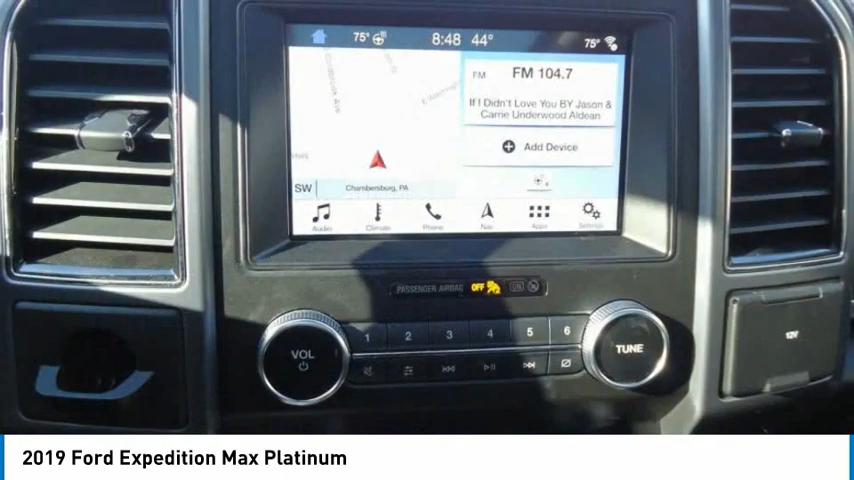 75° 8:48 44° 75°
FM FM 104.7
If I Didn't Love You BY Jason &
Carrie Underwood Aldean
Add Device
SW Chambersburg, PA
Audio Climate Phone Nav Apps Settings
PASSENGER AIRBAG OFF ON
VOL 1 2 3 4 5 6 TUNE
12V
2019 Ford Expedition Max Platinum